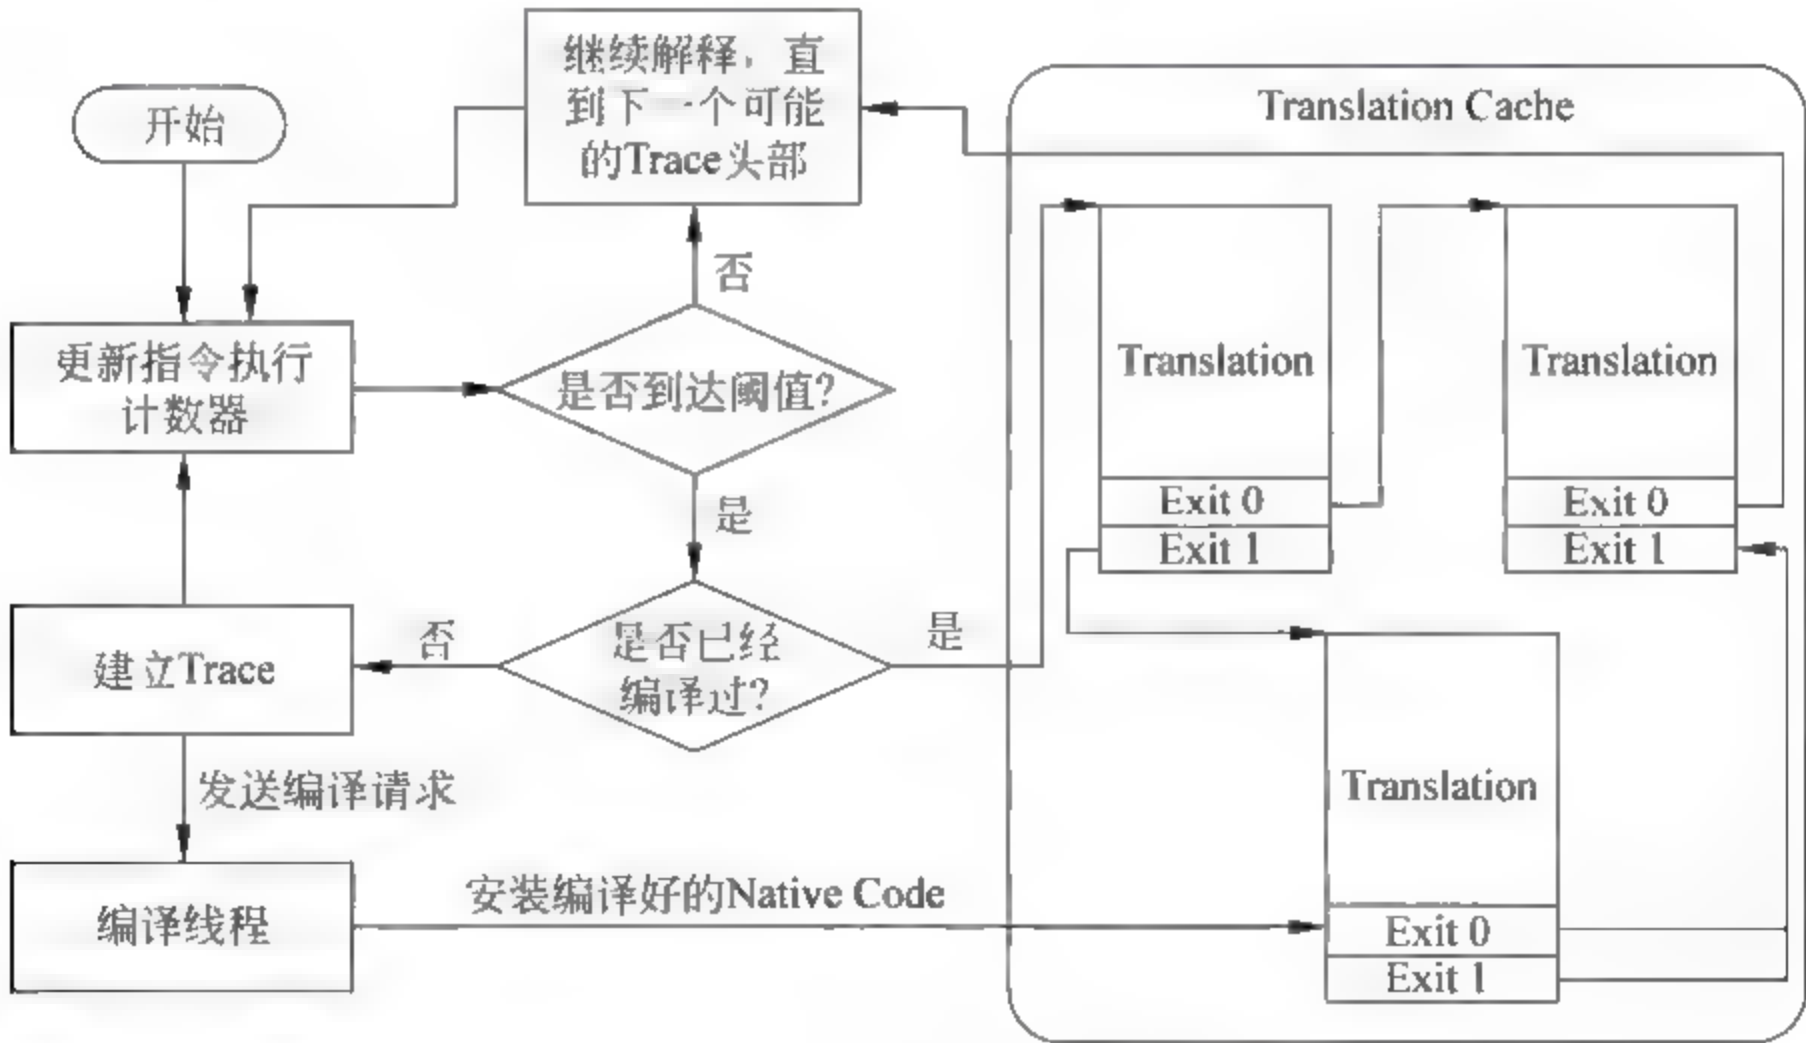 继续解释，直
到下一个可能
的Trace头部
开始
Translation Cache
否
更新指令执行
计数器
是否到达阈值?
Translation
Translation
是
Exit 0
Exit 1
Exit 0
Exit 1
建立Trace
否
是否已经
编译过?
是
发送编译请求
Translation
编译线程
安装编译好的Native Code
Exit 0
Exit 1